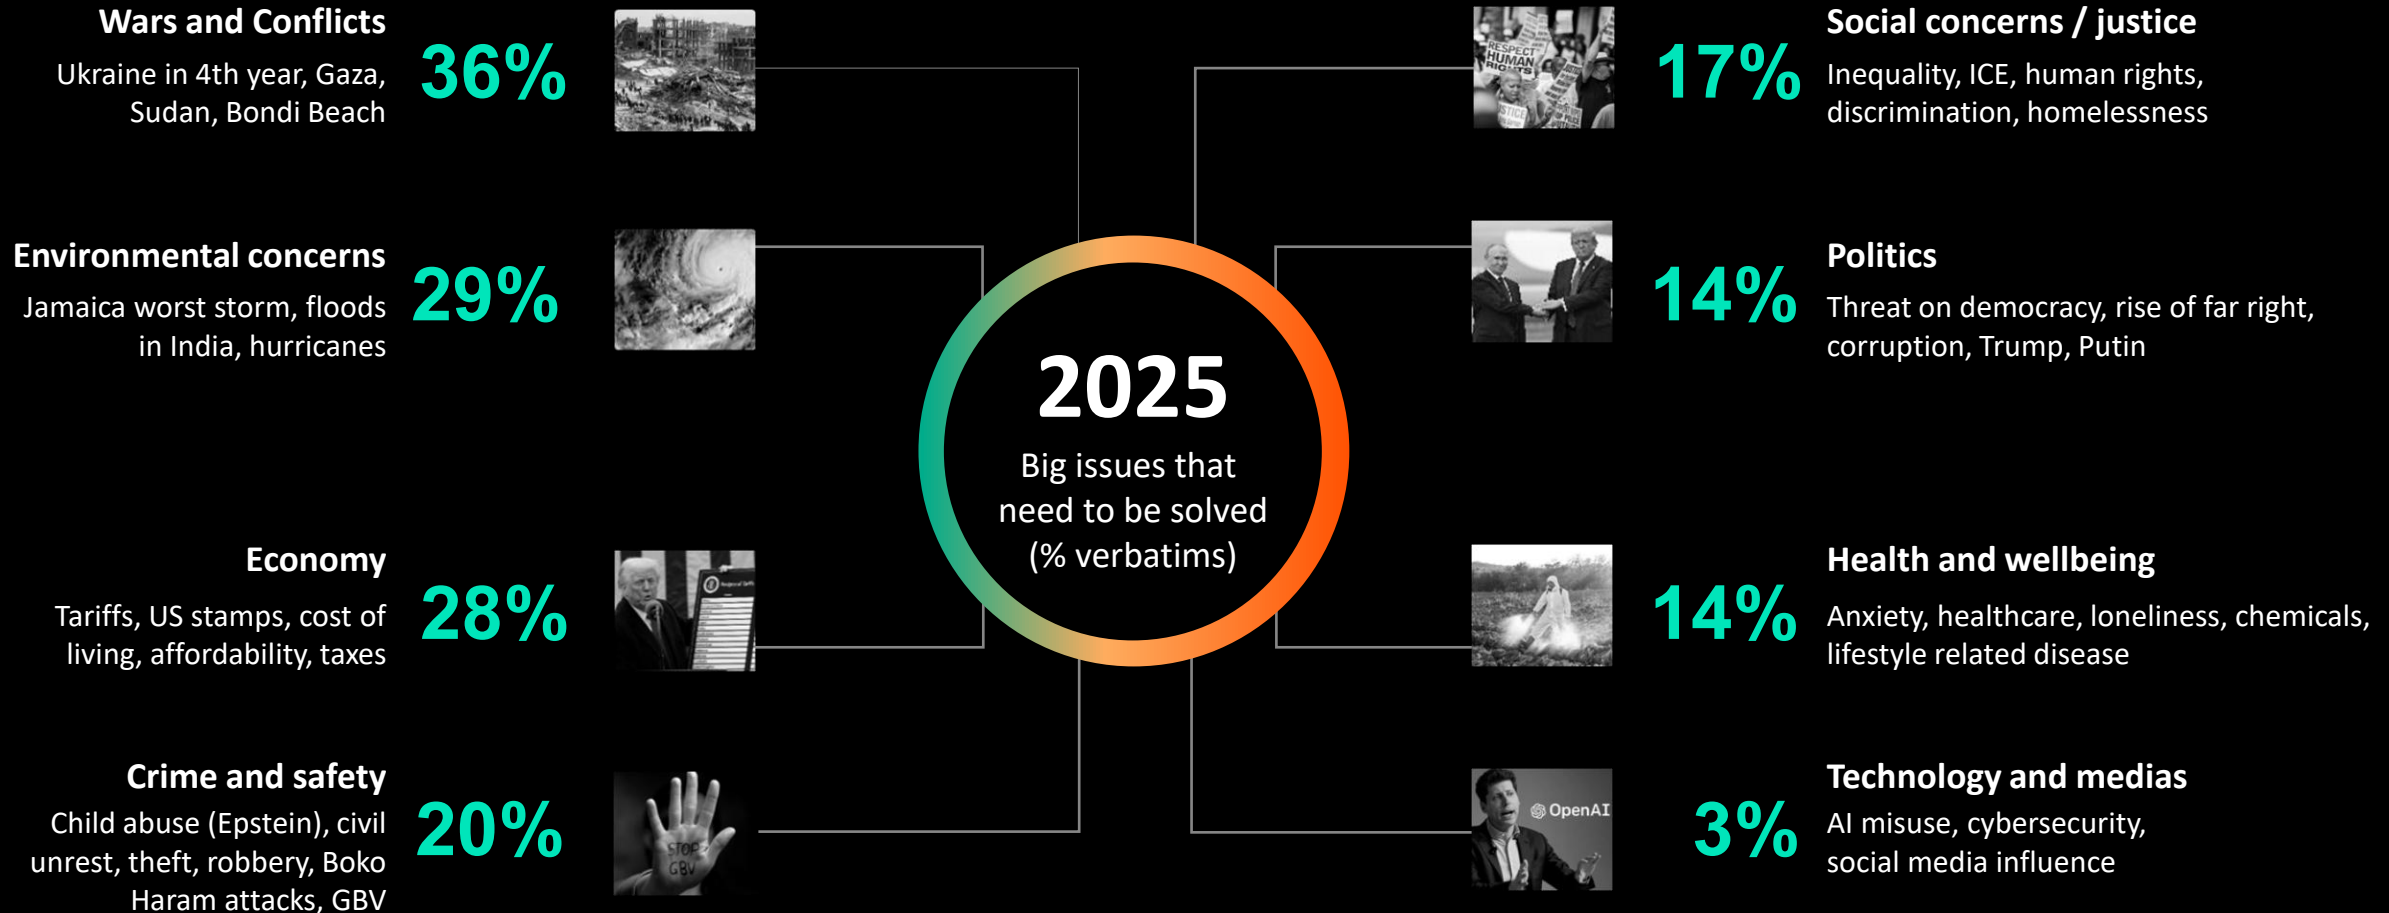 Wars and Conflicts
Ukraine in 4th year, Gaza,
Sudan, Bondi Beach
36%
Environmental concerns
Jamaica worst storm, floods
in India, hurricanes
29%
Economy
Tariffs, US stamps, cost of
living, affordability, taxes
28%
Crime and safety
Child abuse (Epstein), civil
unrest, theft, robbery, Boko
Haram attacks, GBV
20%
STOP
GBV
2025
Big issues that
need to be solved
(% verbatims)
RESPECT
HUMAN
RIGHTS
17%
Social concerns / justice
Inequality, ICE, human rights,
discrimination, homelessness
14%
Politics
Threat on democracy, rise of far right,
corruption, Trump, Putin
14%
Health and wellbeing
Anxiety, healthcare, loneliness, chemicals,
lifestyle related disease
OpenAI
3%
Technology and medias
AI misuse, cybersecurity,
social media influence